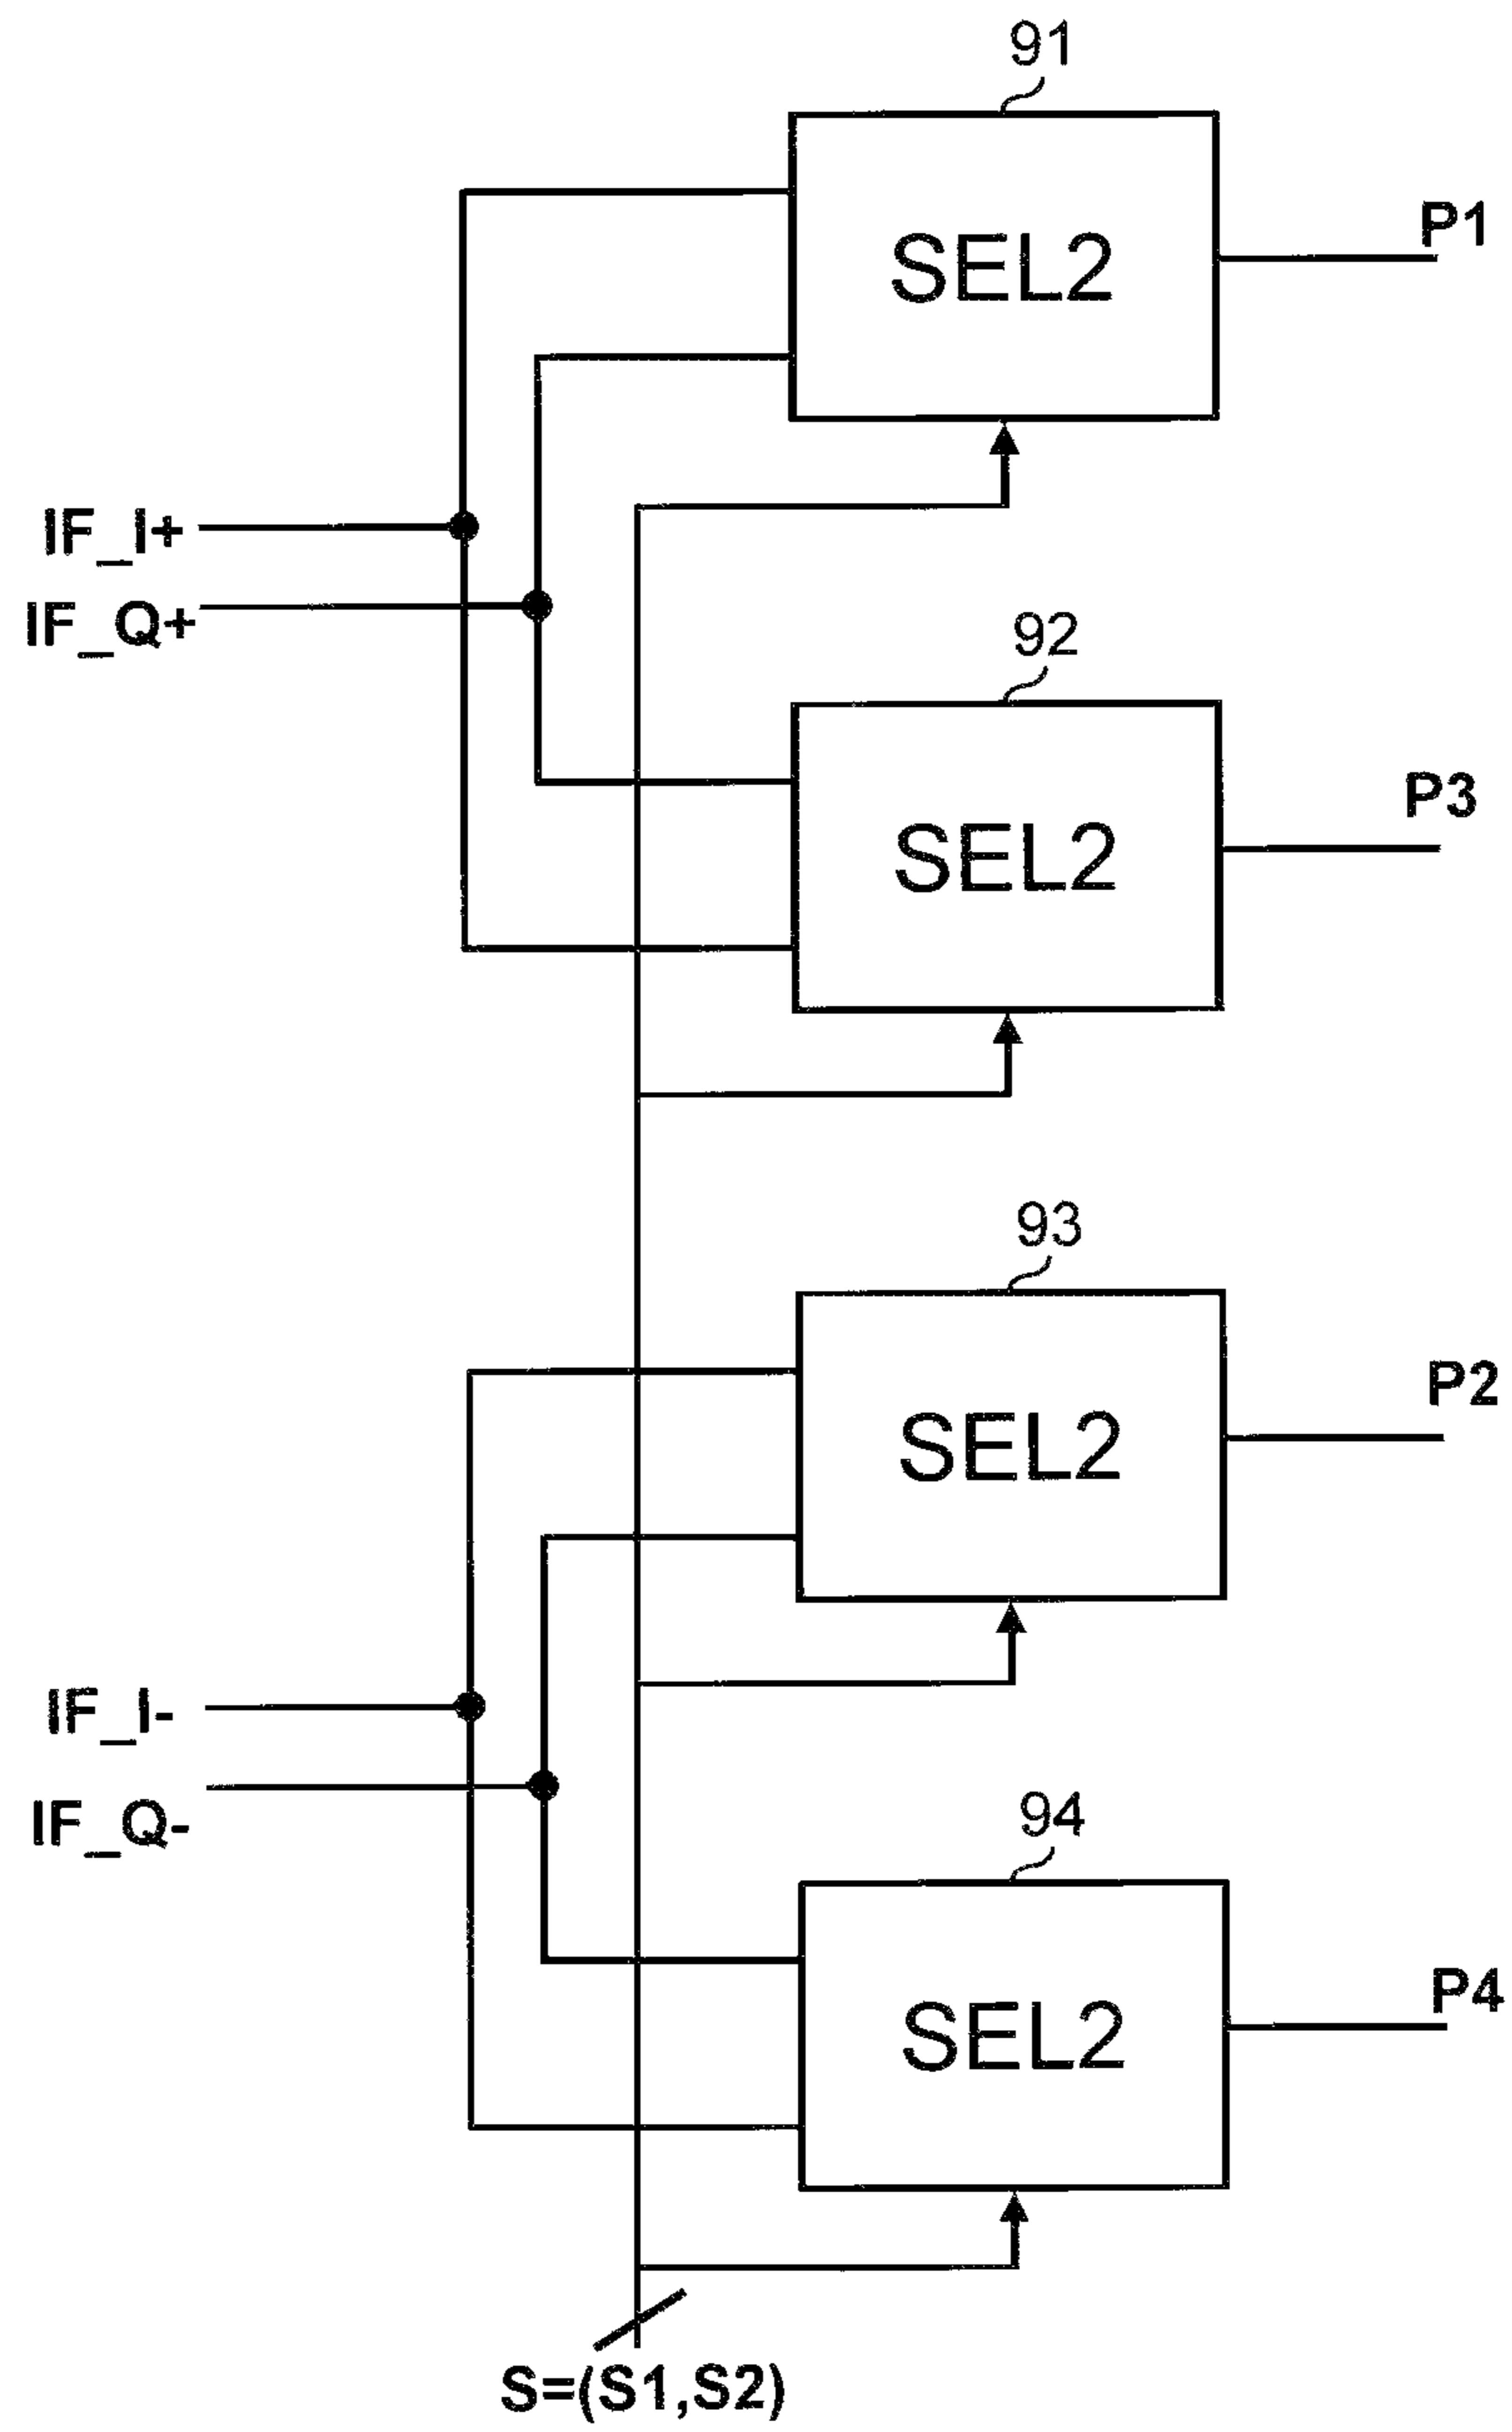 91
SEL2
P1
IF_I+
IF_Q+
92
SEL2
P3
93
SEL2
P2
IF_I-
IF_Q-
94
SEL2
P4
S=(S1,S2)